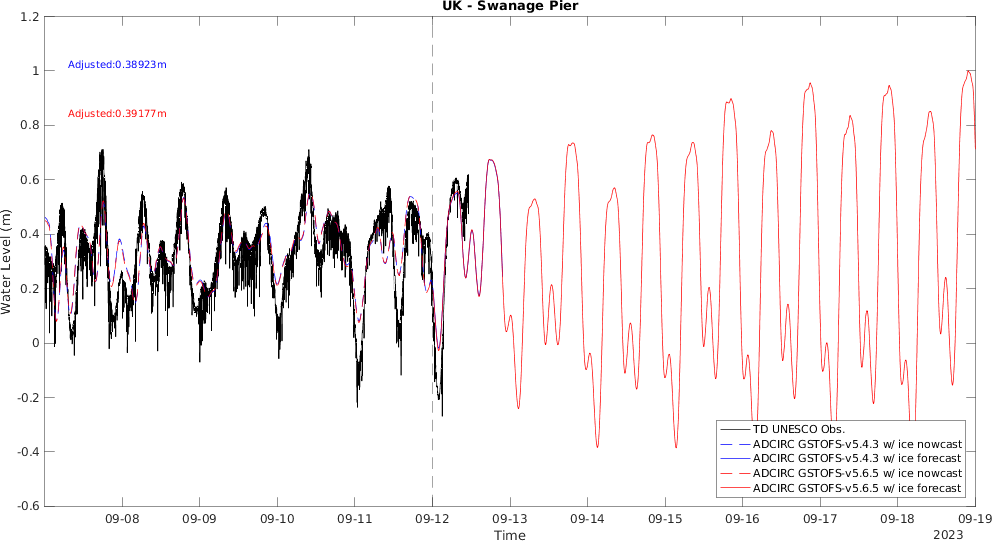 UK - Swanage Pier
1.2
1
0.8
0.6
0.4
0.2
0
-0.2
-0.4
-0.6
Water Level (m)
Adjusted:0.38923m
Adjusted:0.39177m
TD UNESCO Obs.
ADCIRC GSTOFS-v5.4.3 w/ ice nowcast
ADCIRC GSTOFS-v5.4.3 w/ ice forecast
ADCIRC GSTOFS-v5.6.5 w/ ice nowcast
ADCIRC GSTOFS-v5.6.5 w/ ice forecast
09-08 09-09 09-10 09-11 09-12 09-13 09-14 09-15 09-16 09-17 09-18 09-19
Time
2023